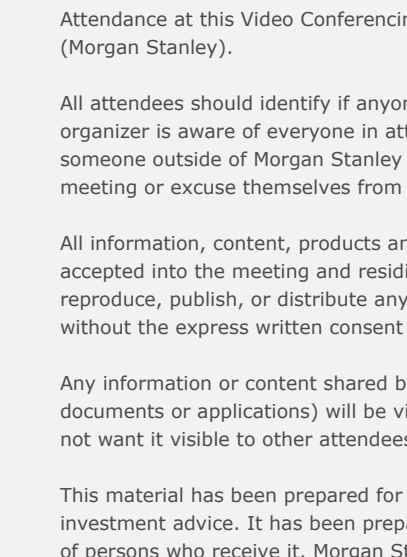 Attendance at this Video Conferencin
(Morgan Stanley).
All attendees should identify if anyon
organizer is aware of everyone in att
someone outside of Morgan Stanley
meeting or excuse themselves from
All information, content, products an
accepted into the meeting and residi
reproduce, publish, or distribute any
without the express written consent
Any information or content shared b
documents or applications) will be vi
not want it visible to other attendees
This material has been prepared for
investment advice. It has been prepa
of persons who receive it. Morgan St